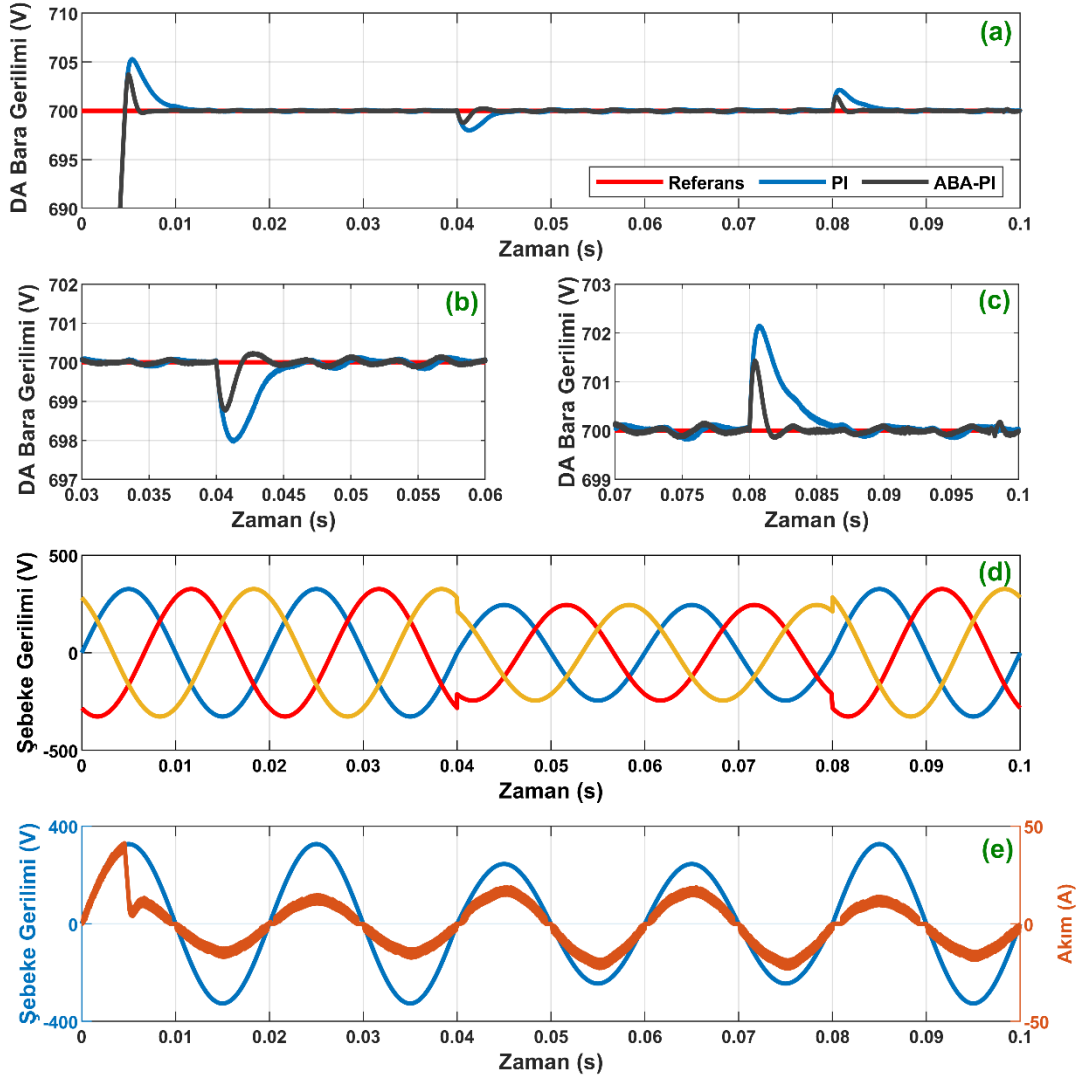 (a)
DA Bara Gerilimi (V)
710
705
700
695
690
Referans PI ABA-PI
0 0.01 0.02 0.03 0.04 0.05 0.06 0.07 0.08 0.09 0.1
Zaman (s)
(b)
DA Bara Gerilimi (V)
702
701
700
699
698
697
0.03 0.035 0.04 0.045 0.05 0.055 0.06
Zaman (s)
(c)
DA Bara Gerilimi (V)
703
702
701
700
699
0.07 0.075 0.08 0.085 0.09 0.095 0.1
Zaman (s)
(d)
Şebeke Gerilimi (V)
500
0
-500
0 0.01 0.02 0.03 0.04 0.05 0.06 0.07 0.08 0.09 0.1
Zaman (s)
(e)
Şebeke Gerilimi (V)
400
0
-400
50
0
-50
Akım (A)
0 0.01 0.02 0.03 0.04 0.05 0.06 0.07 0.08 0.09 0.1
Zaman (s)